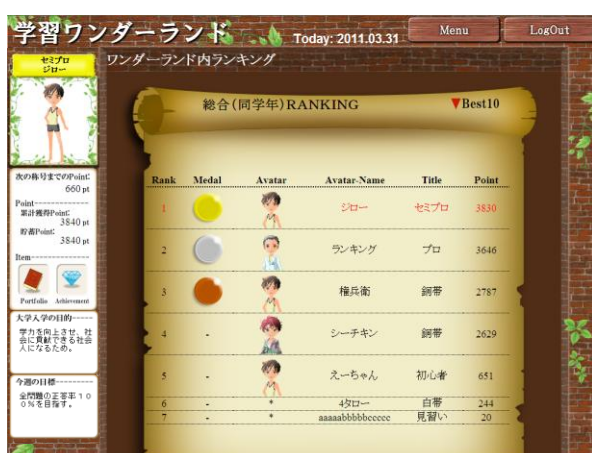 学習ワンダーランド
Today: 2011.03.31
Menu
LogOut
セミプロ
ジロー
次の称号までのPoint:
660 pt
Point
累計獲得Point:
3840 pt
貯蓄Point:
3840 pt
Item
Portfolio Achievement
大学入学の目的
学力を向上させ、社
会に貢献できる社会
人になるため。
今週の目標
全問題の正答率10
0%を目指す。
ワンダーランド内ランキング
総合(同学年)RANKING ▼Best10
Rank Medal Avatar Avatar-Name Title Point
1 ジロー セミプロ 3830
2 ランキング プロ 3646
3 権兵衛 銅帯 2787
4 - シーチキン 銅帯 2629
5 - えーちゃん 初心者 651
6 - * 4タロー 白帯 244
7 - * aaaaabbbbbccccc 見習い 20